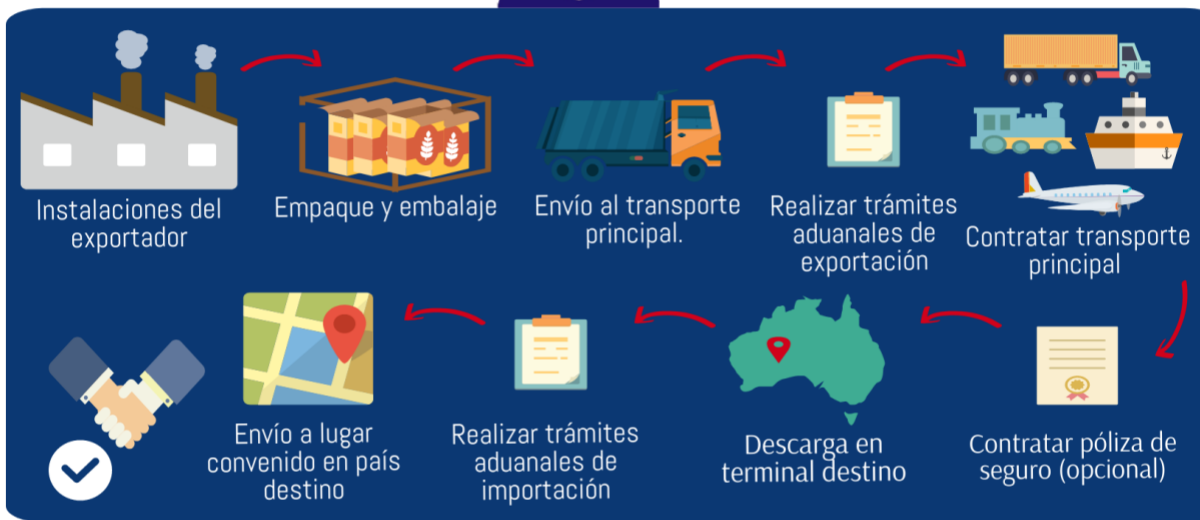 Instalaciones del
exportador
Empaque y embalaje
Envío al transporte
principal.
Realizar trámites
aduanales de
exportación
Contratar transporte
principal
Envío a lugar
convenido en país
destino
Realizar trámites
aduanales de
importación
Descarga en
terminal destino
Contratar póliza de
seguro (opcional)